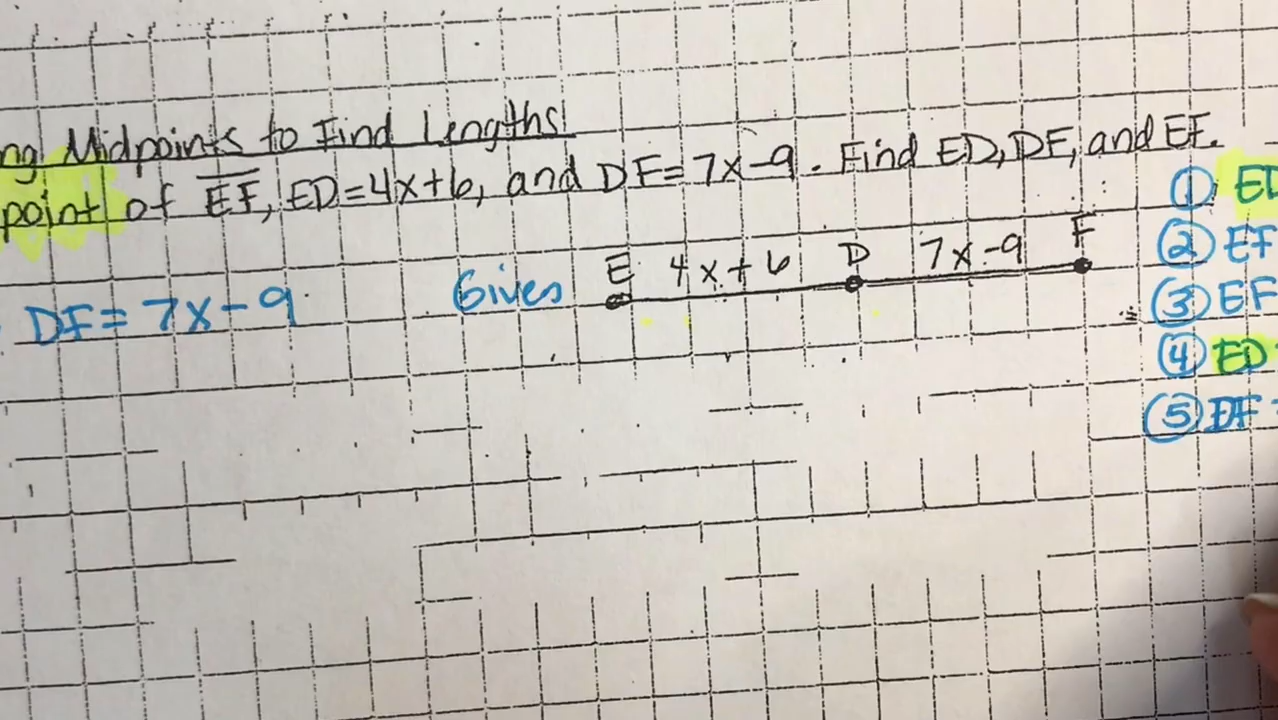 ng Midpoints to Find Lengths
point of EF, ED=4x+6, and DF=7x-9. Find ED, DF, and EF.
DF=7x-9
Gives
E 4x+6 D 7x-9 F
① ED
② EF
③ EF
④ ED
⑤ DF